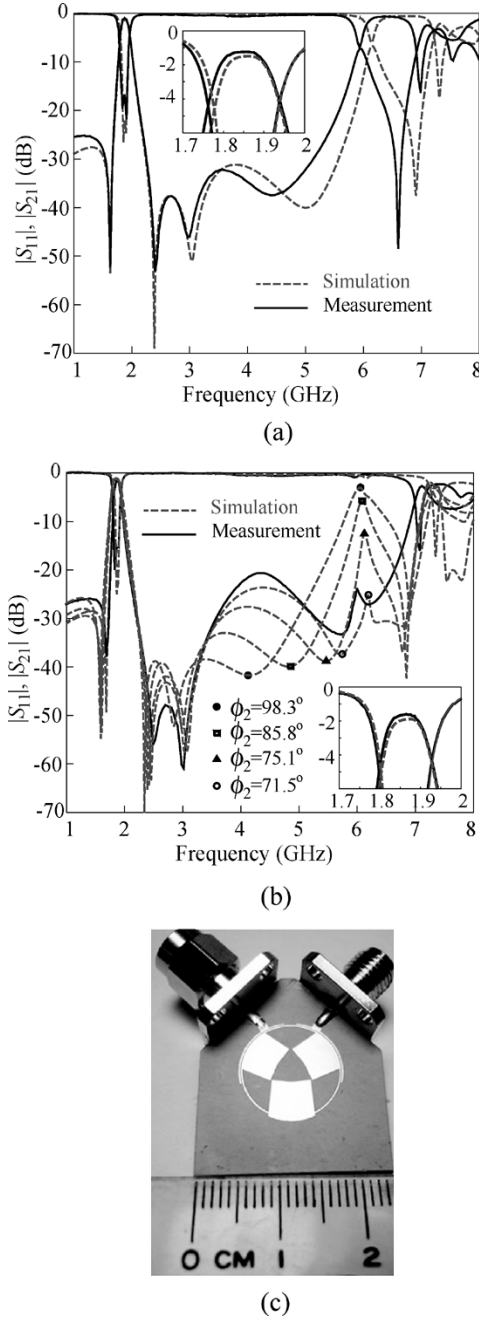 0
-10
-20
-30
-40
-50
-60
-70
|S11|, |S21| (dB)
-2
-4
1.7 1.8 1.9 2
Simulation
Measurement
1 2 3 4 5 6 7 8
Frequency (GHz)
(a)
0
-10
-20
-30
-40
-50
-60
-70
|S11|, |S21| (dB)
Simulation
Measurement
ϕ2=98.3°
ϕ2=85.8°
ϕ2=75.1°
ϕ2=71.5°
0
-2
-4
1.7 1.8 1.9 2
1 2 3 4 5 6 7 8
Frequency (GHz)
(b)
0 CM 1 2
(c)